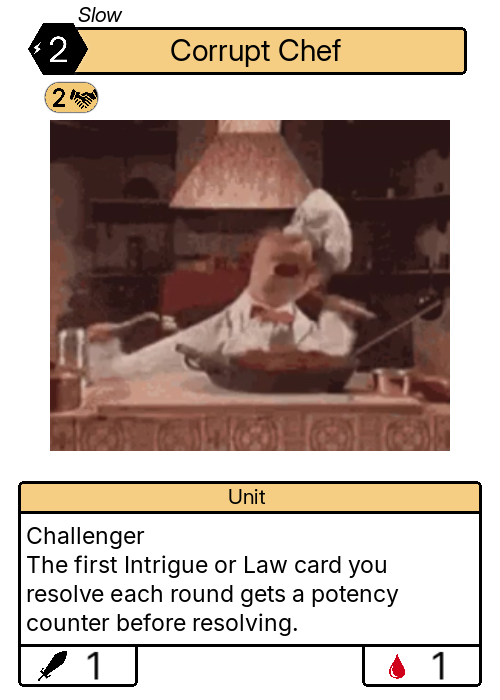 Slow
2
Corrupt Chef
2
Unit
Challenger
The first Intrigue or Law card you
resolve each round gets a potency
counter before resolving.
1
1